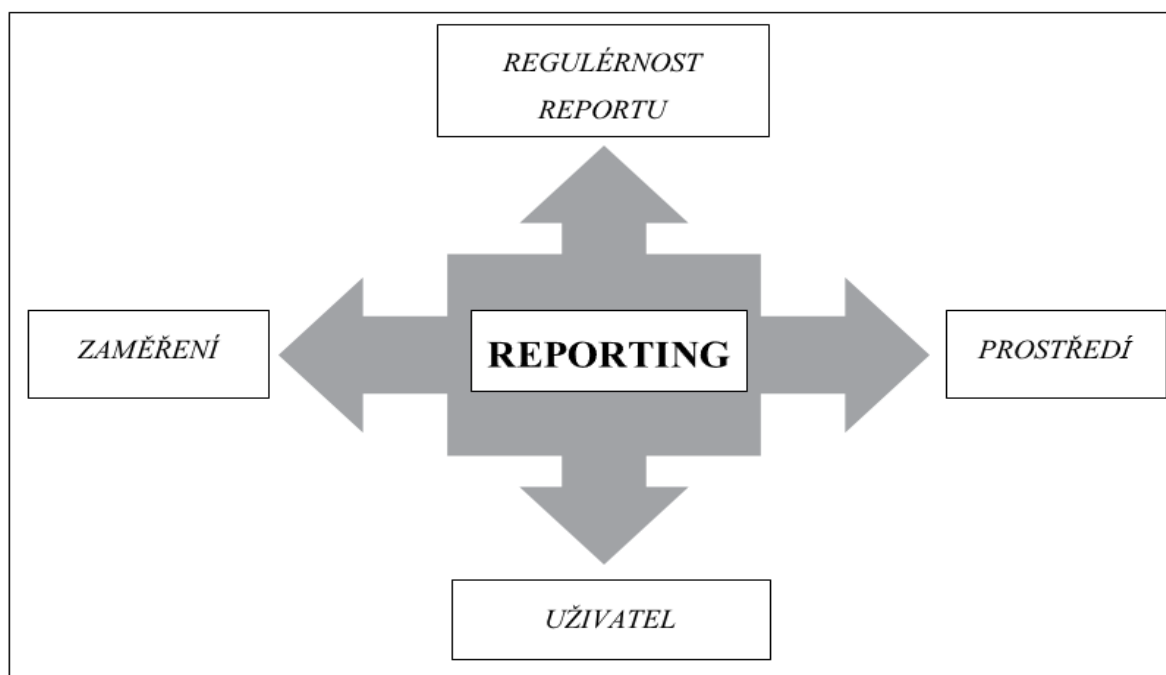 REGULÉRNOST
REPORTU
ZAMĚŘENÍ
REPORTING
PROSTŘEDÍ
UŽIVATEL